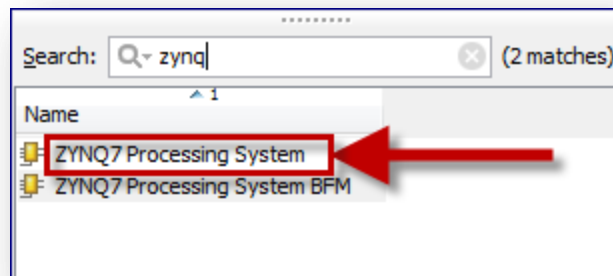 Search: zynq (2 matches)
1
Name
ZYNQ7 Processing System
ZYNQ7 Processing System BFM